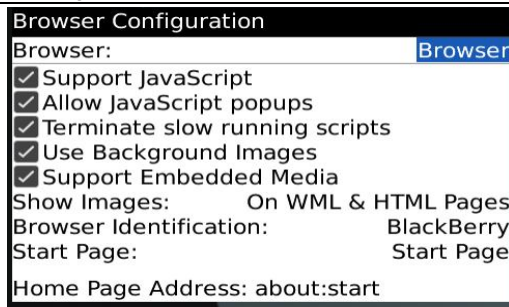 Browser Configuration
Browser: Browser
Support JavaScript
Allow JavaScript popups
Terminate slow running scripts
Use Background Images
Support Embedded Media
Show Images: On WML & HTML Pages
Browser Identification: BlackBerry
Start Page: Start Page
Home Page Address: about:start